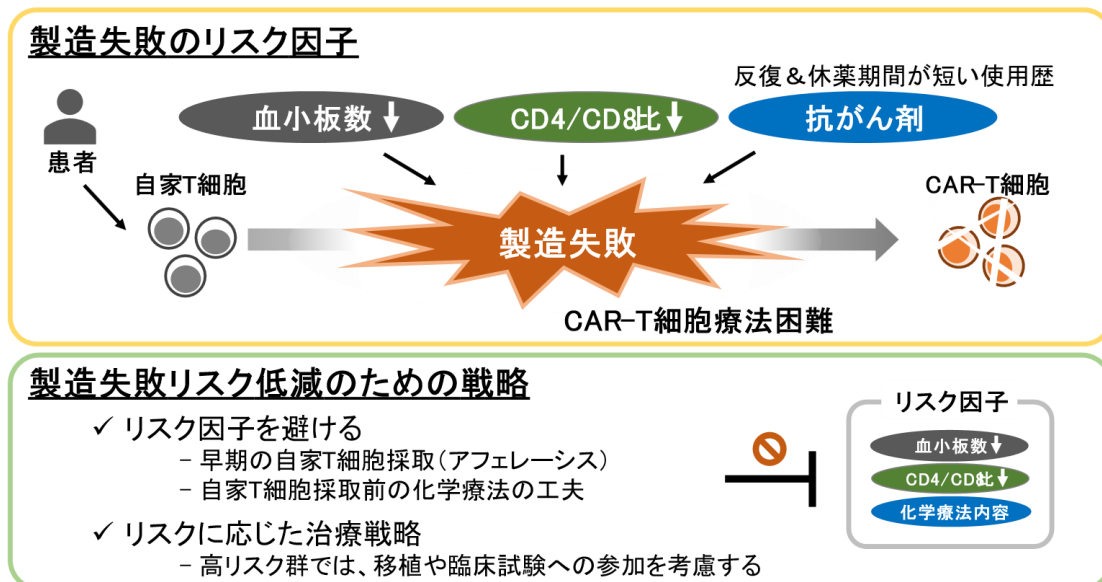 製造失敗のリスク因子
反復＆休薬期間が短い使用歴
血小板数↓
CD4/CD8比↓
抗がん剤
患者
自家T細胞
CAR-T細胞
製造失敗
CAR-T細胞療法困難
製造失敗リスク低減のための戦略
✓ リスク因子を避ける
- 早期の自家T細胞採取（アフェレーシス）
- 自家T細胞採取前の化学療法の工夫
✓ リスクに応じた治療戦略
- 高リスク群では、移植や臨床試験への参加を考慮する
リスク因子
血小板数↓
CD4/CD8比↓
化学療法内容